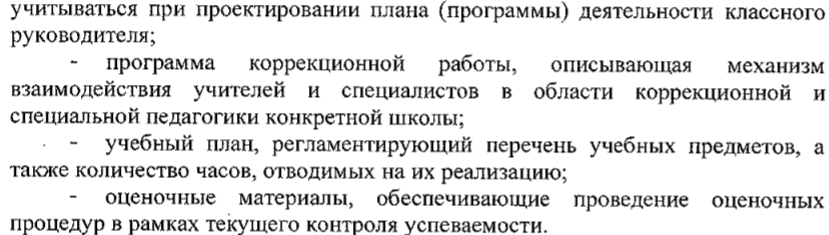 учитываться при проектировании плана (программы) деятельности классного
руководителя;
- программа коррекционной работы, описывающая механизм
взаимодействия учителей и специалистов в области коррекционной и
специальной педагогики конкретной школы;
- учебный план, регламентирующий перечень учебных предметов, а
также количество часов, отводимых на их реализацию;
- оценочные материалы, обеспечивающие проведение оценочных
процедур в рамках текущего контроля успеваемости.